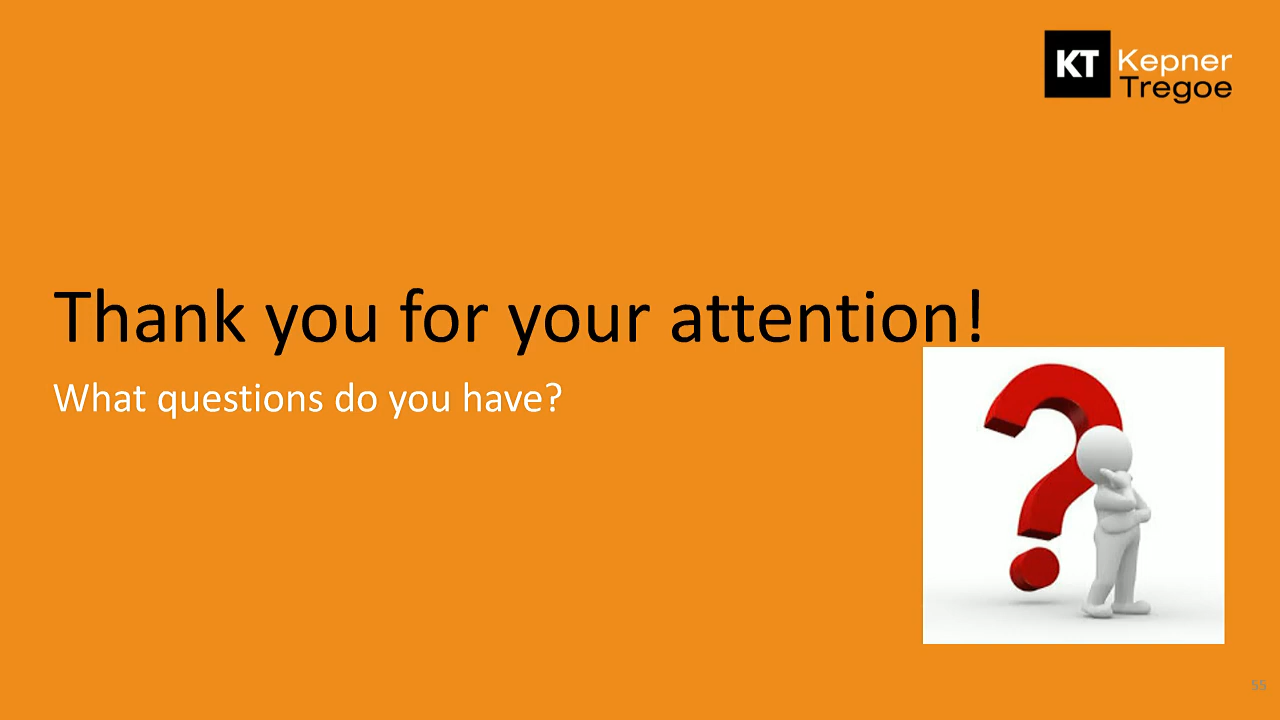 KT Kepner
Tregoe
Thank you for your attention!
What questions do you have?
55